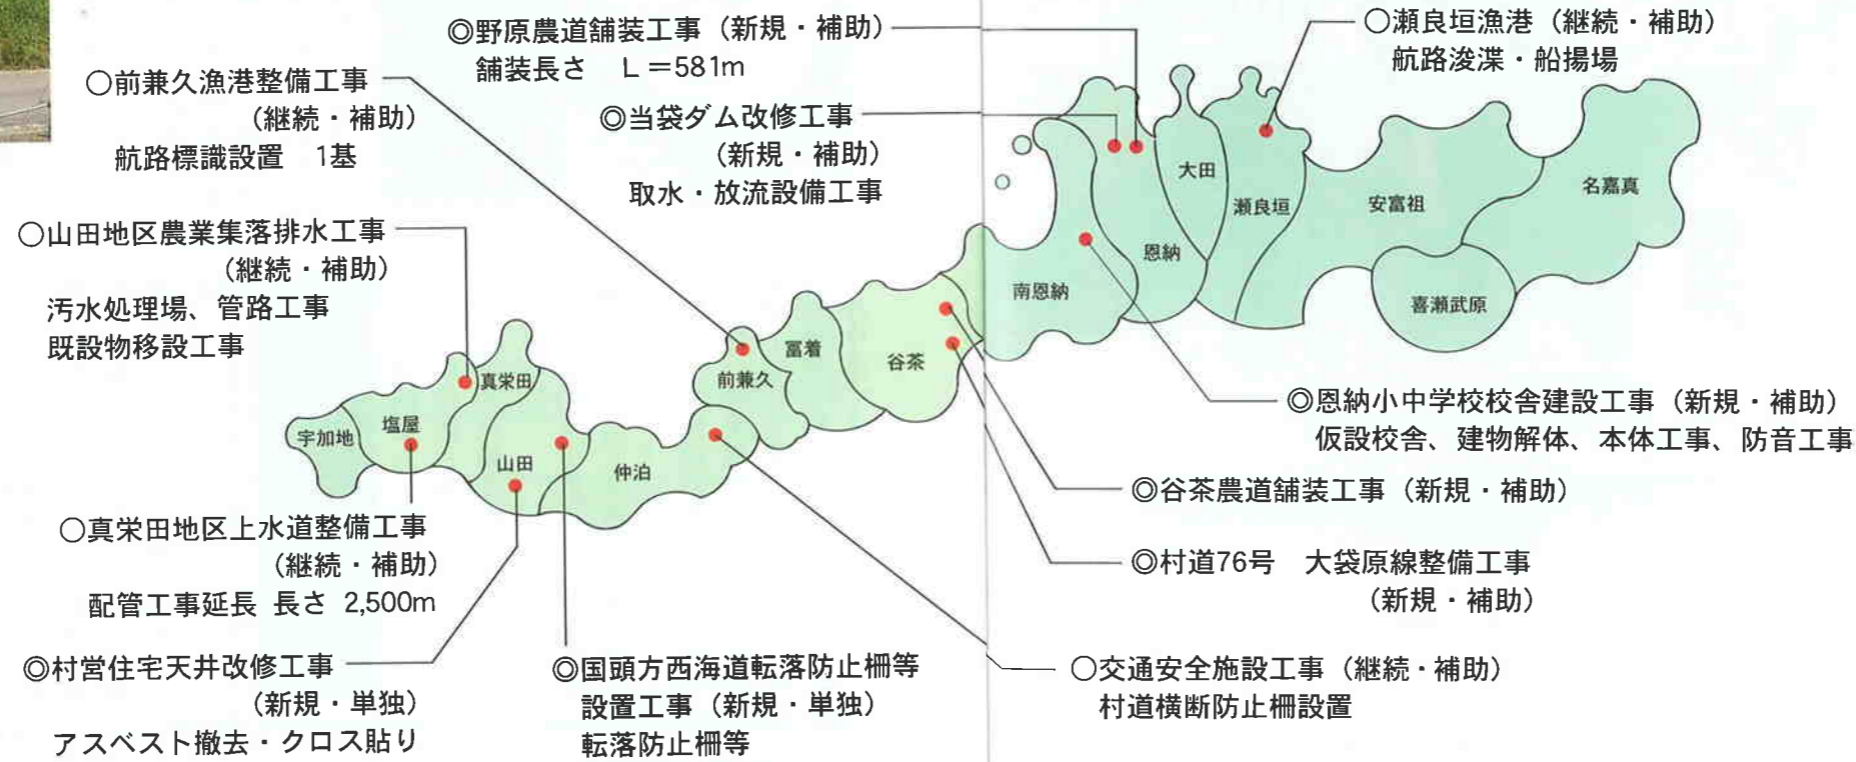 ◎野原農道舗装工事（新規・補助）
舗装長さ　L＝581m
○瀬良垣漁港（継続・補助）
航路浚渫・船揚場
○前兼久漁港整備工事
（継続・補助）
航路標識設置　1基
◎当袋ダム改修工事
（新規・補助）
取水・放流設備工事
○山田地区農業集落排水工事
（継続・補助）
汚水処理場、管路工事
既設物移設工事
名嘉真
安富祖
大田
瀬良垣
恩納
南恩納
喜瀬武原
谷茶
冨着
前兼久
仲泊
真栄田
山田
塩屋
宇加地
◎恩納小中学校校舎建設工事（新規・補助）
仮設校舎、建物解体、本体工事、防音工事
◎谷茶農道舗装工事（新規・補助）
◎村道76号　大袋原線整備工事
（新規・補助）
○真栄田地区上水道整備工事
（継続・補助）
配管工事延長 長さ 2,500m
◎村営住宅天井改修工事
（新規・単独）
アスベスト撤去・クロス貼り
◎国頭方西海道転落防止柵等
設置工事（新規・単独）
転落防止柵等
○交通安全施設工事（継続・補助）
村道横断防止柵設置